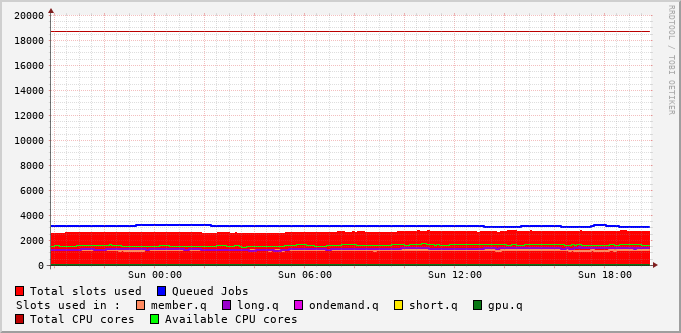 20000
18000
16000
14000
12000
10000
8000
6000
4000
2000
0
Sun 00:00 Sun 06:00 Sun 12:00 Sun 18:00
Total slots used Queued Jobs
Slots used in : member.q long.q ondemand.q short.q gpu.q
Total CPU cores Available CPU cores
RRDTOOL / TOBI OETIKER